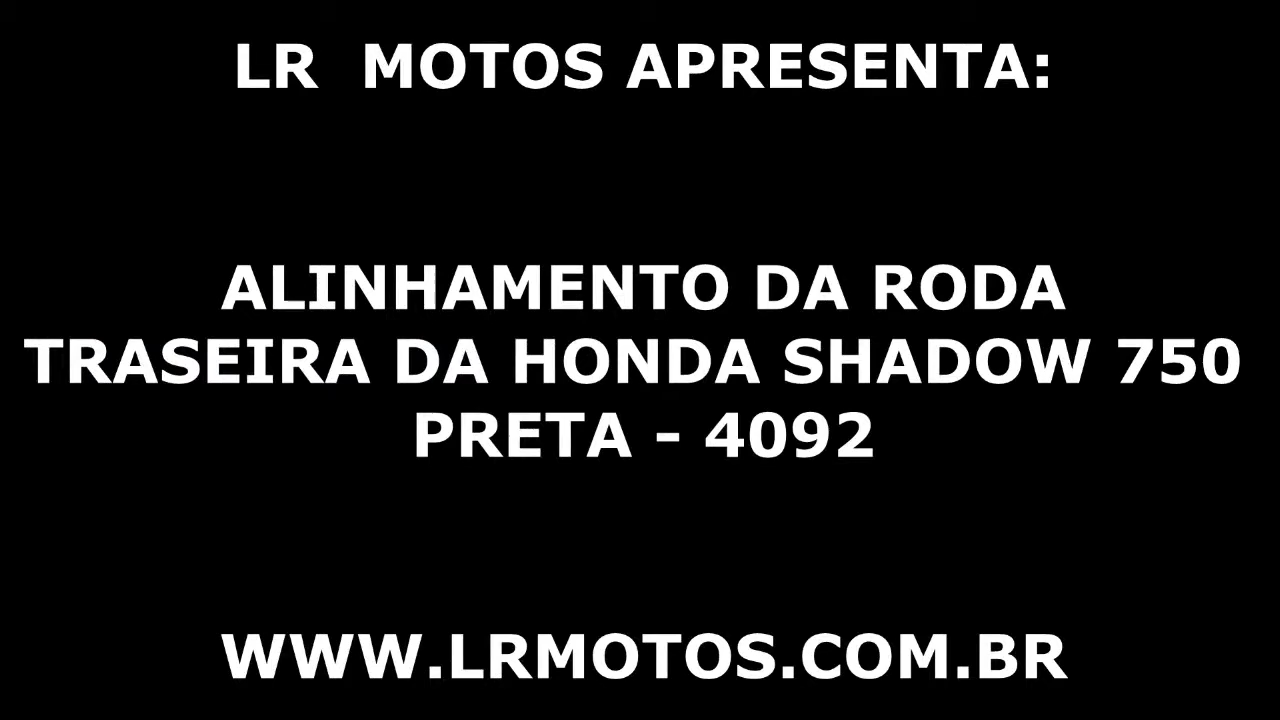 LR  MOTOS APRESENTA:
ALINHAMENTO DA RODA
TRASEIRA DA HONDA SHADOW 750
PRETA - 4092
WWW.LRMOTOS.COM.BR